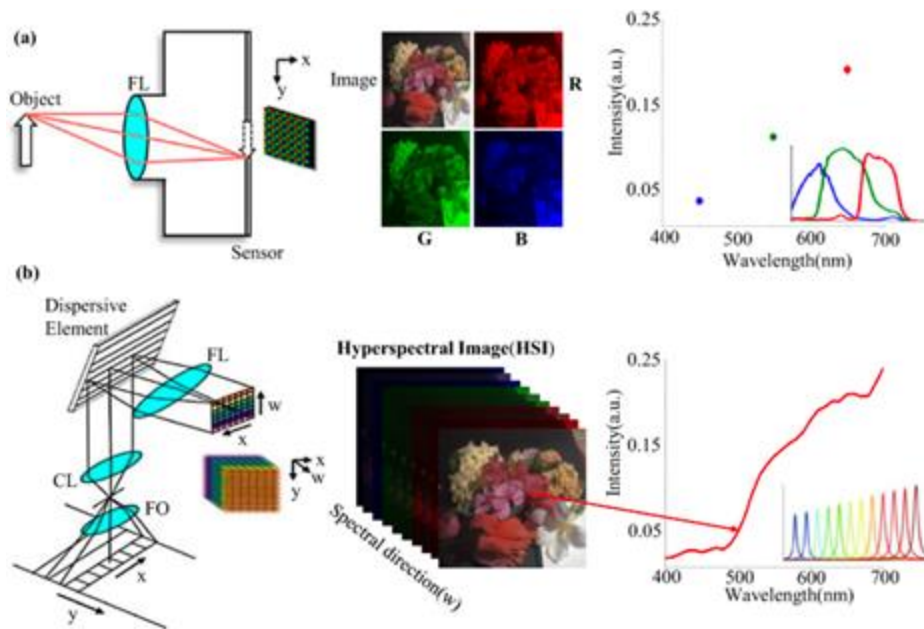 (a)
Object
FL
x
y
Sensor
Image
R
G
B
Intensity(a.u.)
0.25
0.15
0.05
400
500
600
700
Wavelength(nm)
(b)
Dispersive
Element
FL
w
x
CL
FO
x
w
y
x
y
Hyperspectral Image(HSI)
Spectral direction(w)
Intensity(a.u.)
0.25
0.15
0.05
400
500
600
700
Wavelength(nm)